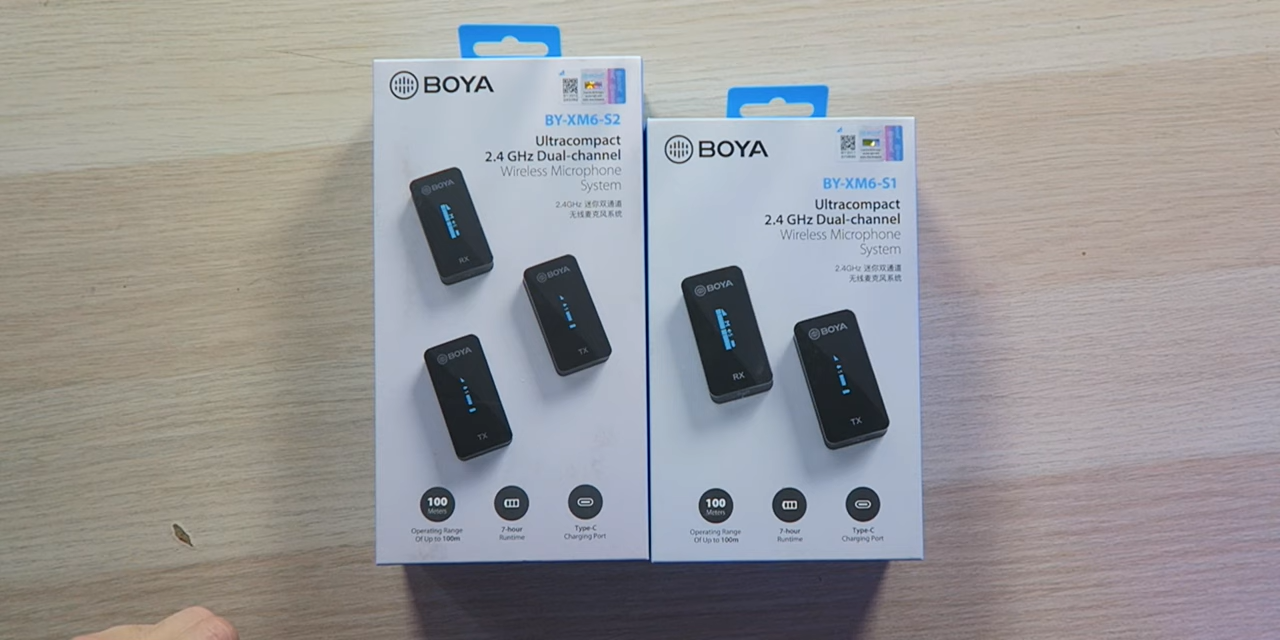 BOYA
BY-XM6-S2
Ultracompact
2.4 GHz Dual-channel
Wireless Microphone
System
2.4GHz 迷你双通道
无线麦克风系统
BOYA
RX
BOYA
TX
BOYA
TX
100
Meters
Operating Range
Of Up to 100m
7-hour
Runtime
Type-C
Charging Port
BOYA
BY-XM6-S1
Ultracompact
2.4 GHz Dual-channel
Wireless Microphone
System
2.4GHz 迷你双通道
无线麦克风系统
BOYA
RX
BOYA
TX
100
Meters
Operating Range
Of Up to 100m
7-hour
Runtime
Type-C
Charging Port